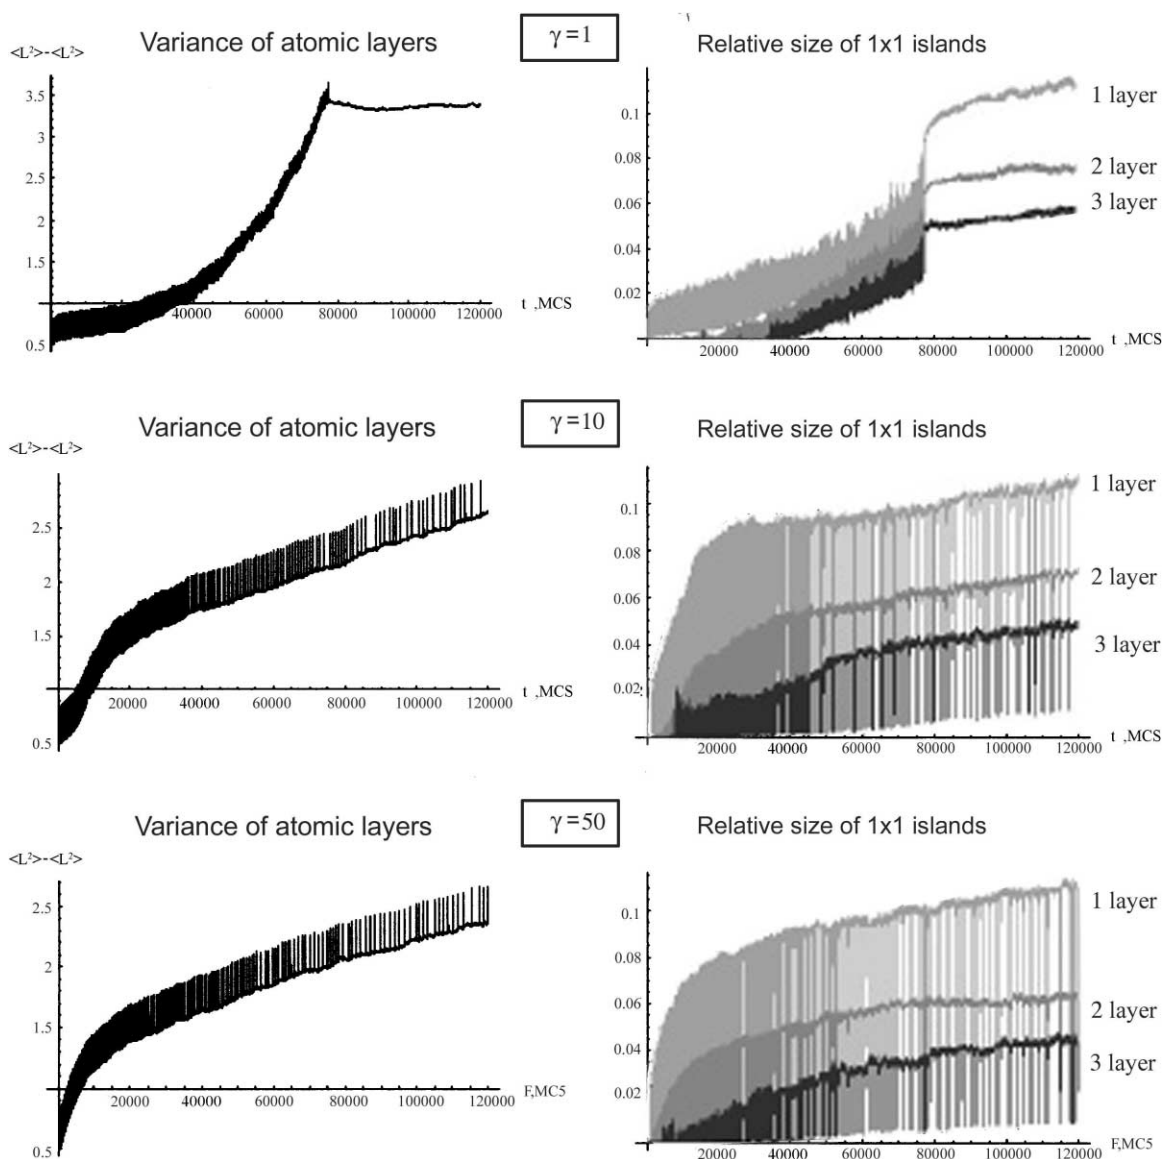 γ=1
Variance of atomic layers
Relative size of 1x1 islands
<L²>-<L²>
3.5
3
2.5
2
1.5
0.5
40000 60000 80000 100000 120000
t ,MCS
0.1
0.08
0.06
0.04
0.02
20000 40000 60000 80000 100000 120000
t ,MCS
1 layer
2 layer
3 layer
γ=10
Variance of atomic layers
Relative size of 1x1 islands
<L²>-<L²>
2.5
2
1.5
0.5
20000 40000 60000 80000 100000 120000
t ,MCS
0.1
0.08
0.06
0.04
0.02
20000 40000 60000 80000 100000 120000
t ,MCS
1 layer
2 layer
3 layer
γ=50
Variance of atomic layers
Relative size of 1x1 islands
<L²>-<L²>
2.5
2
1.5
0.5
20000 40000 60000 80000 100000 120000
F,MC5
0.1
0.08
0.06
0.04
0.02
20000 40000 60000 80000 100000 120000
F,MC5
1 layer
2 layer
3 layer